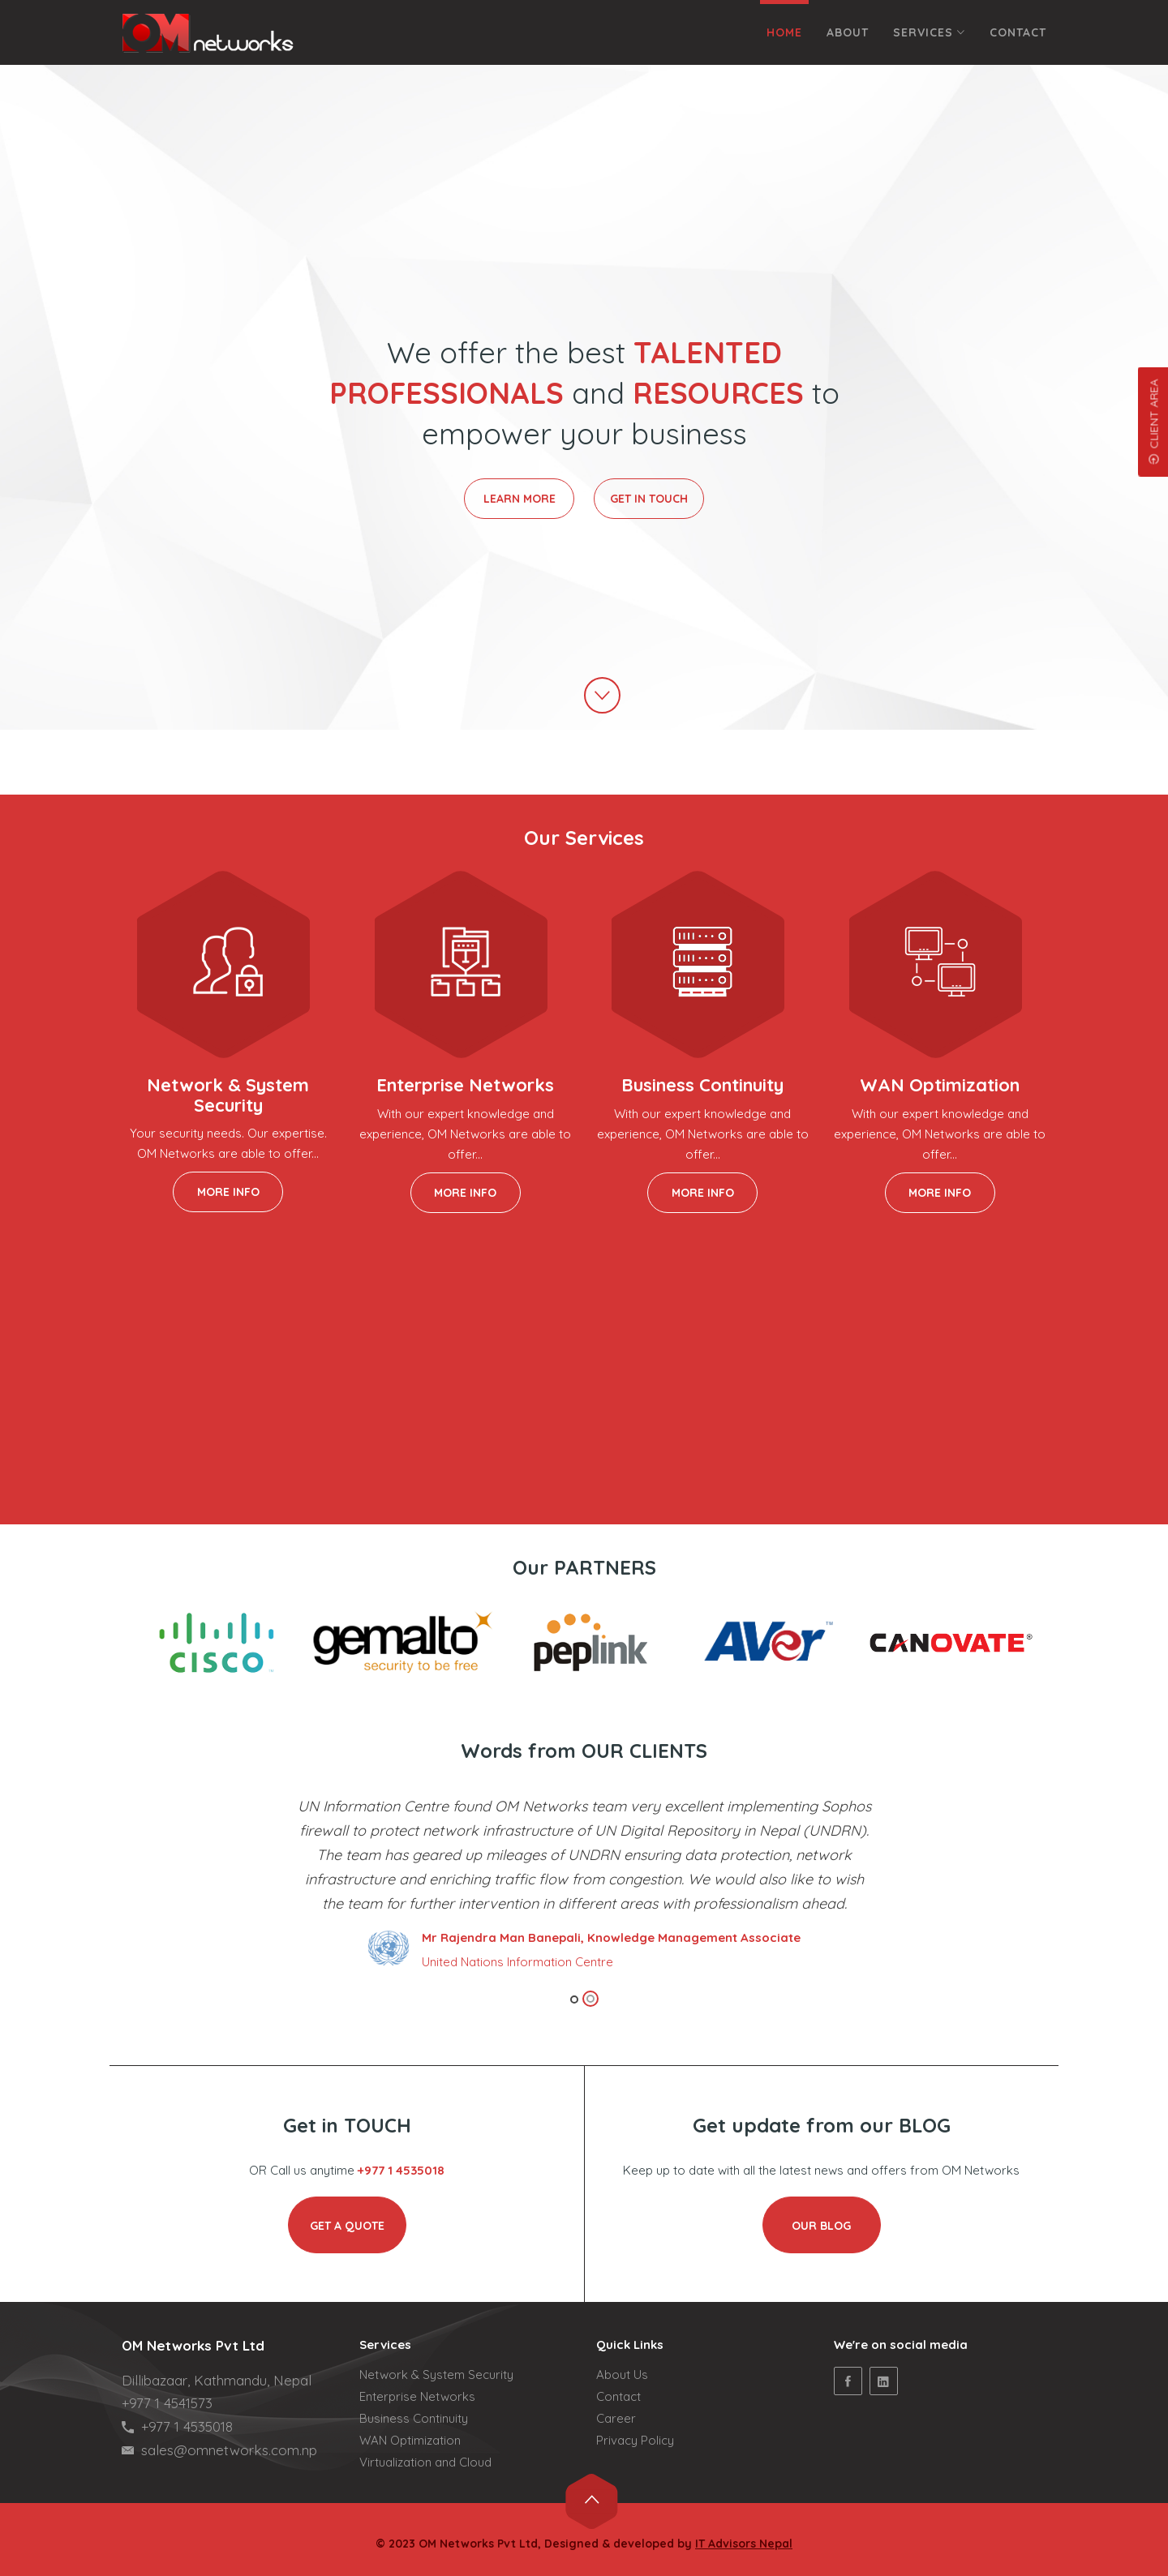 OM networks
HOME
ABOUT
SERVICES
CONTACT
We offer the best TALENTED
PROFESSIONALS and RESOURCES to
empower your business
CLIENT AREA
LEARN MORE
GET IN TOUCH
Our Services
Network & System
Security
Your security needs. Our expertise.
OM Networks are able to offer...
MORE INFO
Enterprise Networks
With our expert knowledge and
experience, OM Networks are able to
offer...
MORE INFO
Business Continuity
With our expert knowledge and
experience, OM Networks are able to
offer...
MORE INFO
WAN Optimization
With our expert knowledge and
experience, OM Networks are able to
offer...
MORE INFO
Our PARTNERS
CISCO
gemalto
security to be free
peplink
AVer™
CANOVATE®
Words from OUR CLIENTS
UN Information Centre found OM Networks team very excellent implementing Sophos
firewall to protect network infrastructure of UN Digital Repository in Nepal (UNDRN).
The team has geared up mileages of UNDRN ensuring data protection, network
infrastructure and enriching traffic flow from congestion. We would also like to wish
the team for further intervention in different areas with professionalism ahead.
Mr Rajendra Man Banepali, Knowledge Management Associate
United Nations Information Centre
Get in TOUCH
OR Call us anytime +977 1 4535018
GET A QUOTE
Get update from our BLOG
Keep up to date with all the latest news and offers from OM Networks
OUR BLOG
OM Networks Pvt Ltd
Dillibazaar, Kathmandu, Nepal
+977 1 4541573
+977 1 4535018
sales@omnetworks.com.np
Services
Network & System Security
Enterprise Networks
Business Continuity
WAN Optimization
Virtualization and Cloud
Quick Links
About Us
Contact
Career
Privacy Policy
We're on social media
© 2023 OM Networks Pvt Ltd, Designed & developed by IT Advisors Nepal